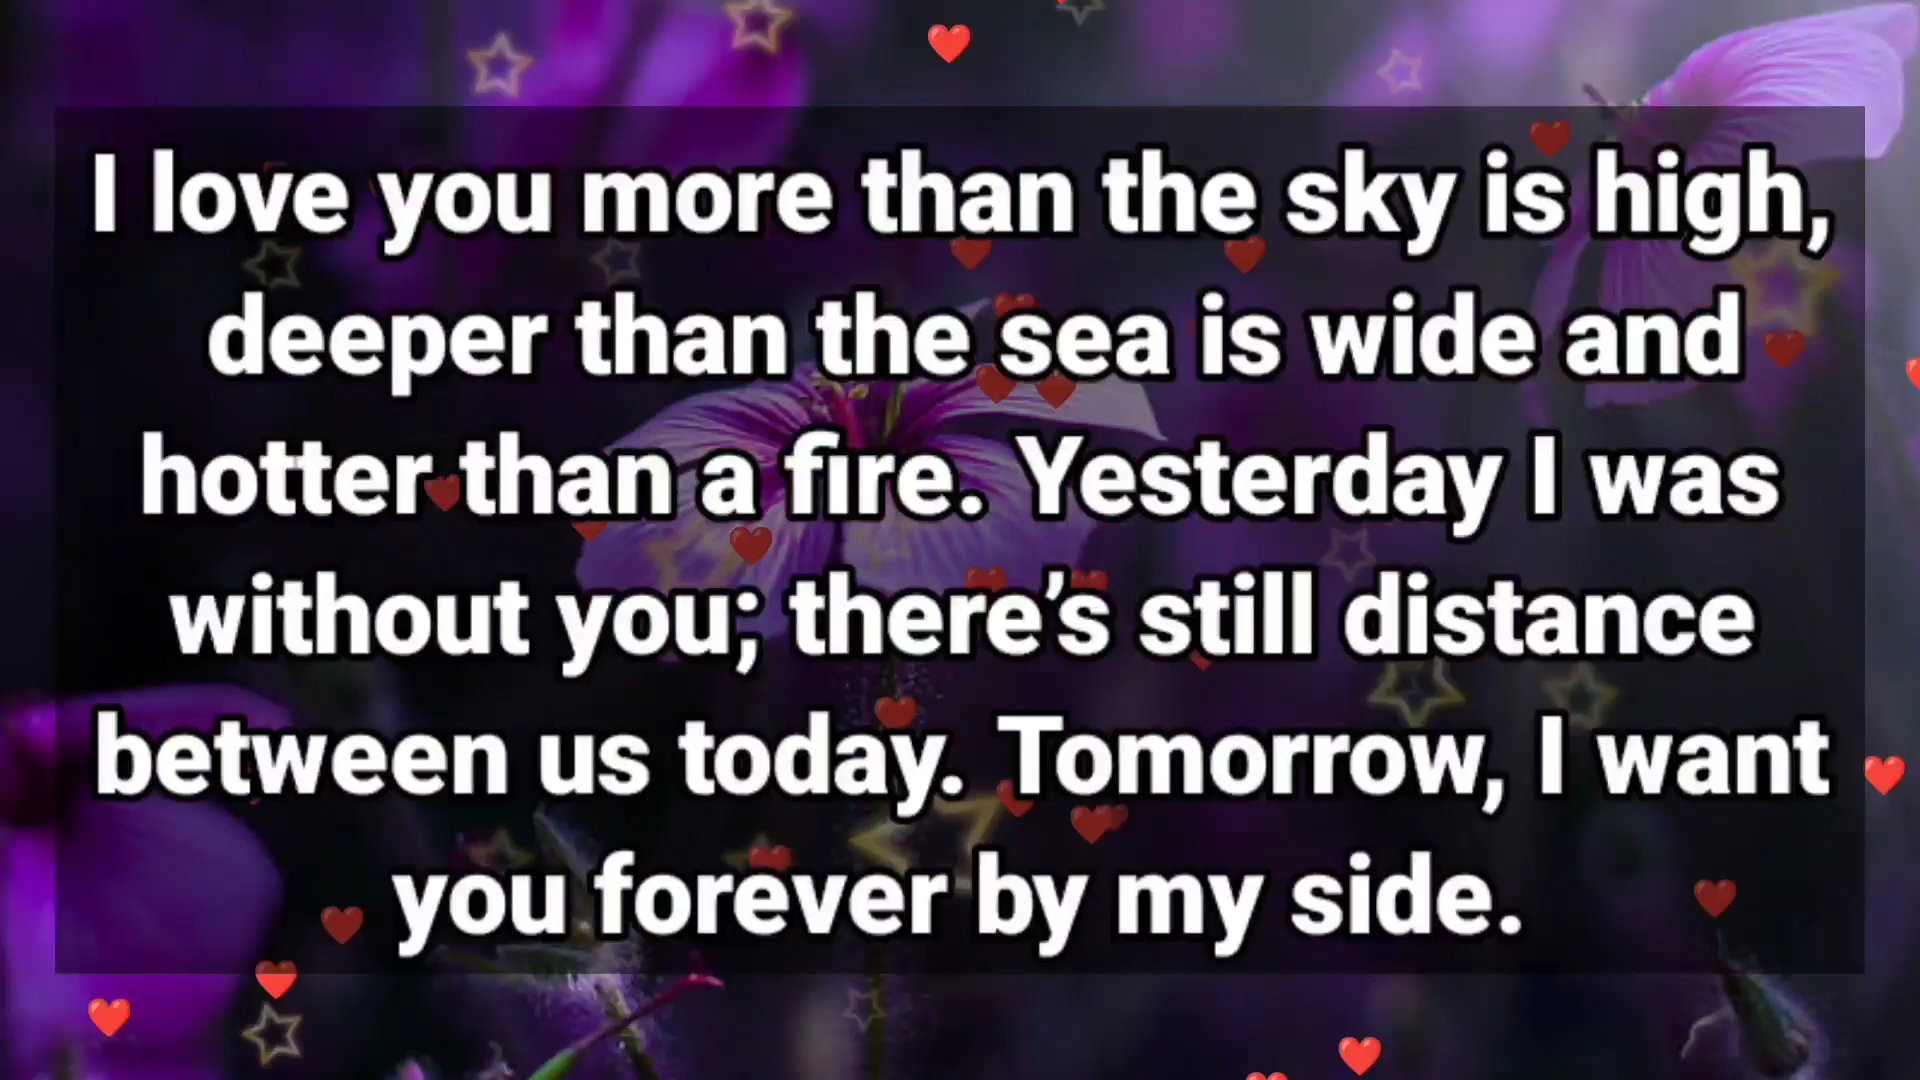 I love you more than the sky is high,
deeper than the sea is wide and
hotter than a fire. Yesterday I was
without you; there’s still distance
between us today. Tomorrow, I want
you forever by my side.